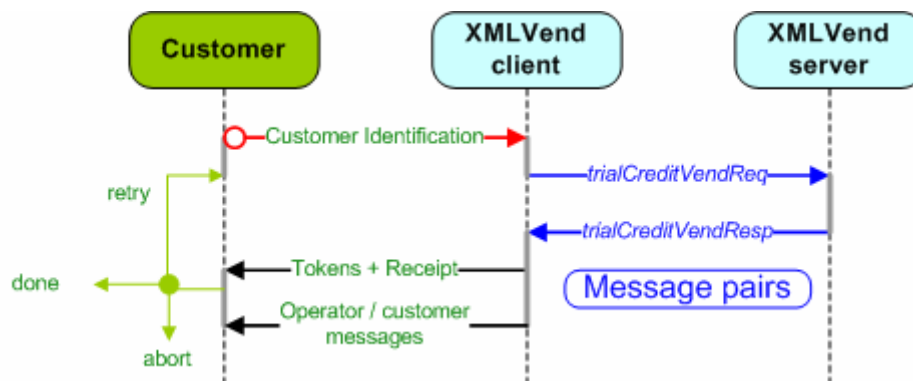 Customer
XMLVend
client
XMLVend
server
Customer Identification
trialCreditVendReq
retry
trialCreditVendResp
Tokens + Receipt
done
Message pairs
Operator / customer
messages
abort